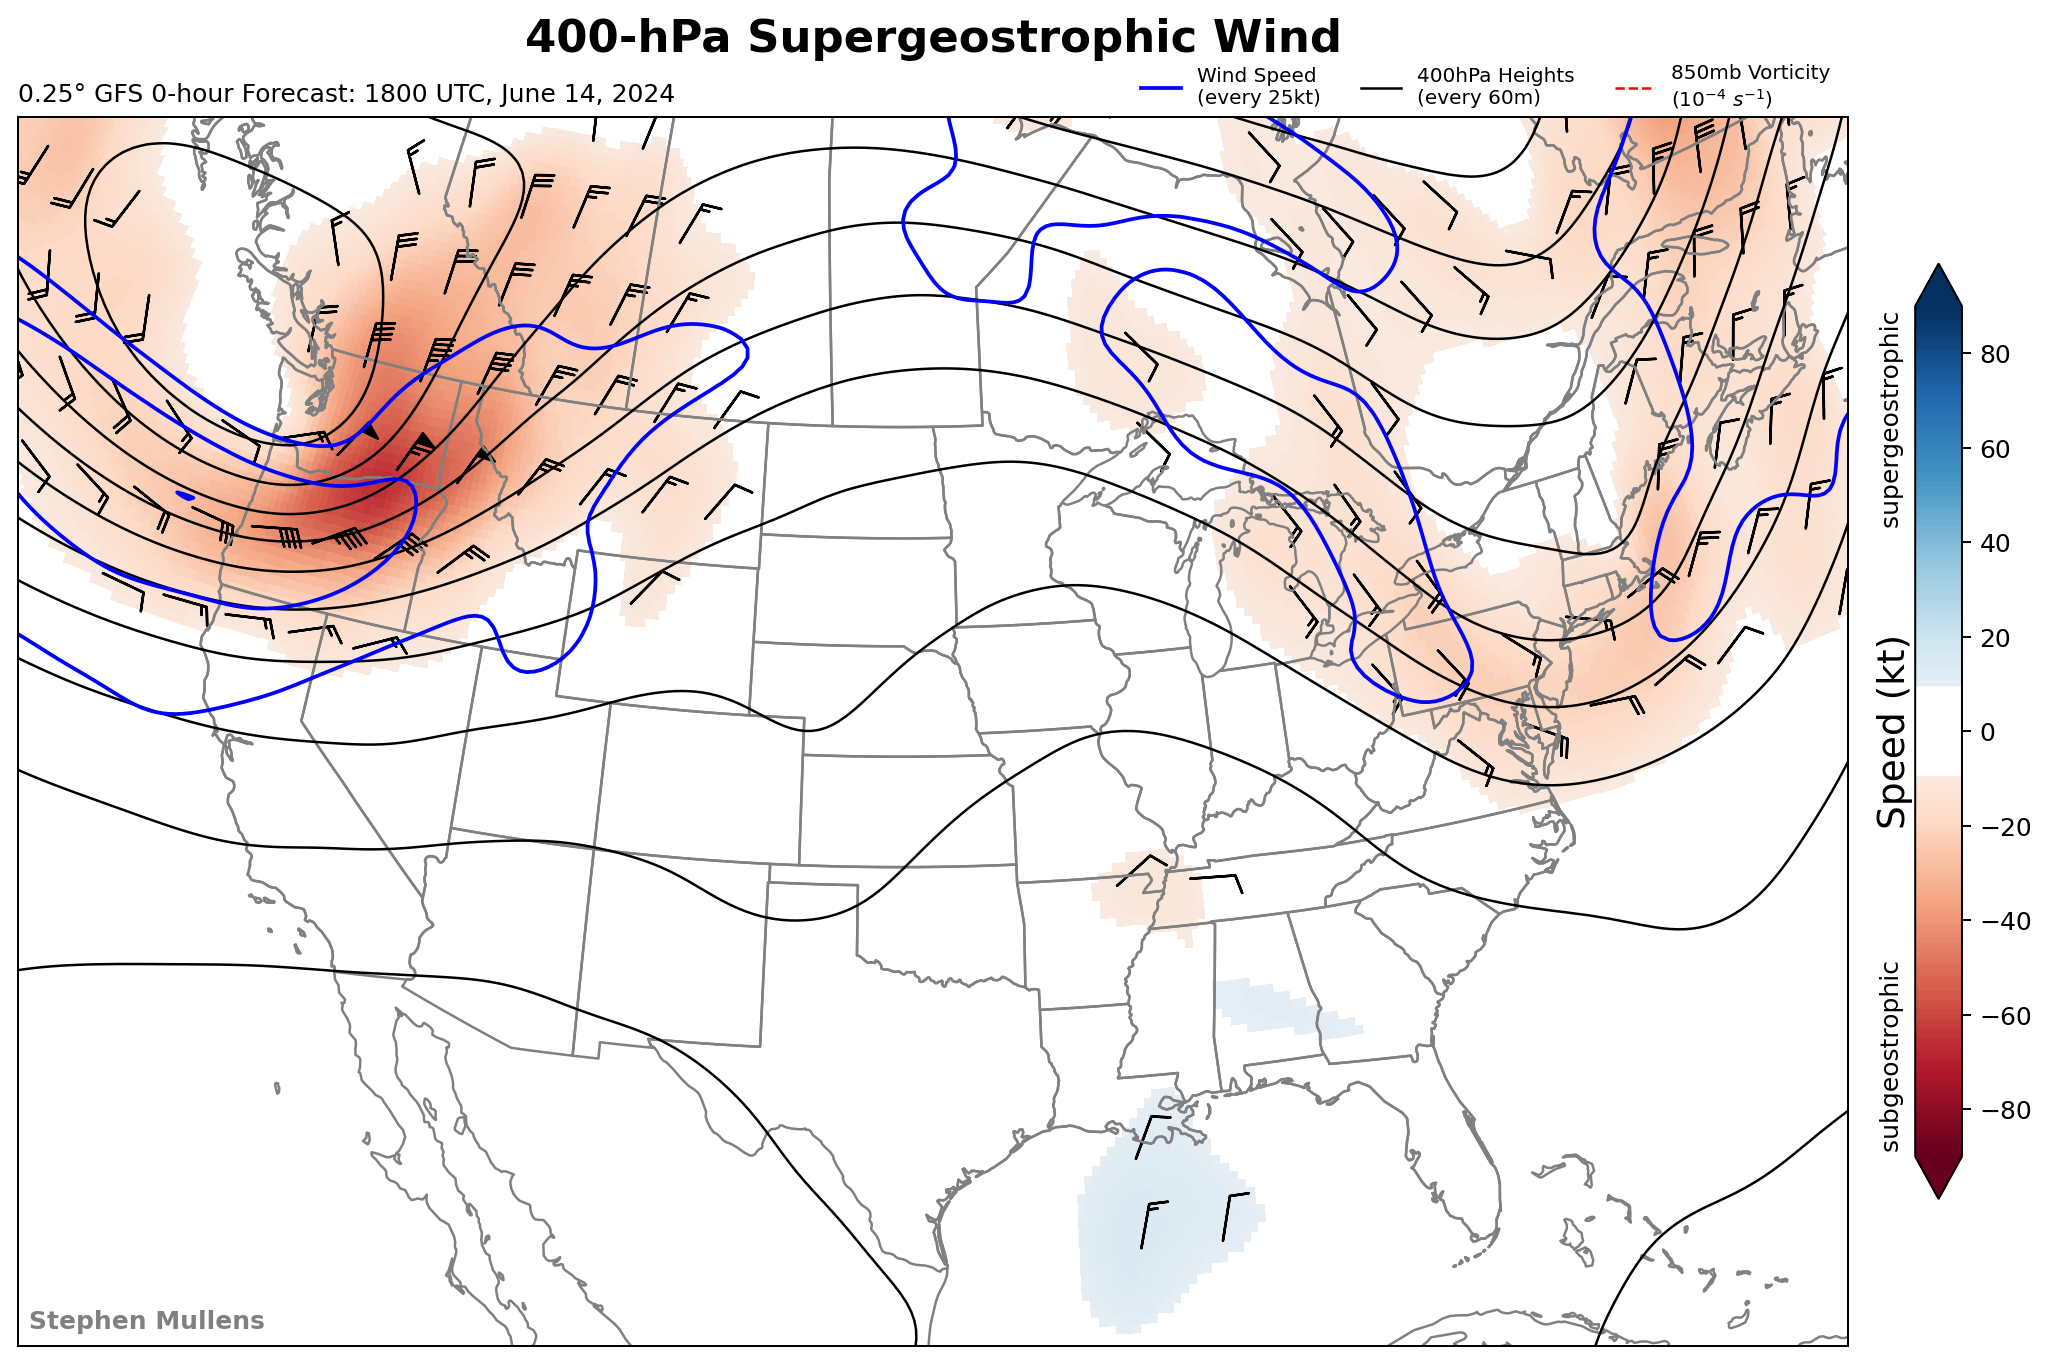 400-hPa Supergeostrophic Wind
0.25° GFS 0-hour Forecast: 1800 UTC, June 14, 2024
Wind Speed
(every 25kt)
400hPa Heights
(every 60m)
850mb Vorticity
(10⁻⁴ s⁻¹)
supergeostrophic
Speed (kt)
subgeostrophic
80
60
40
20
0
−20
−40
−60
−80
Stephen Mullens